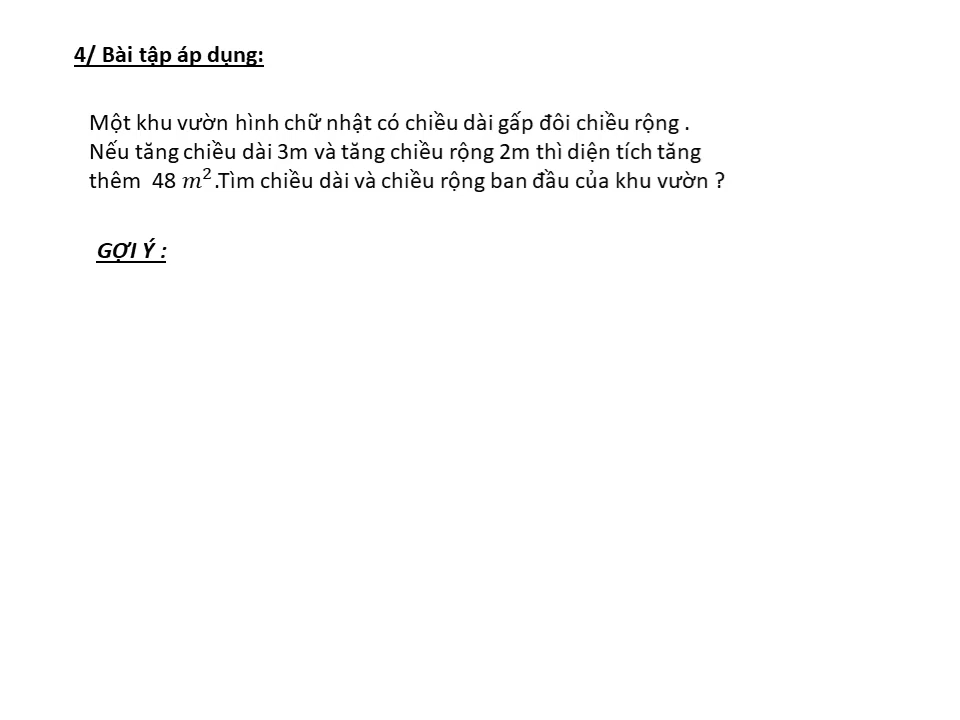 4/ Bài tập áp dụng:
Một khu vườn hình chữ nhật có chiều dài gấp đôi chiều rộng .
Nếu tăng chiều dài 3m và tăng chiều rộng 2m thì diện tích tăng
thêm 48 𝑚².Tìm chiều dài và chiều rộng ban đầu của khu vườn ?
GỢI Ý :